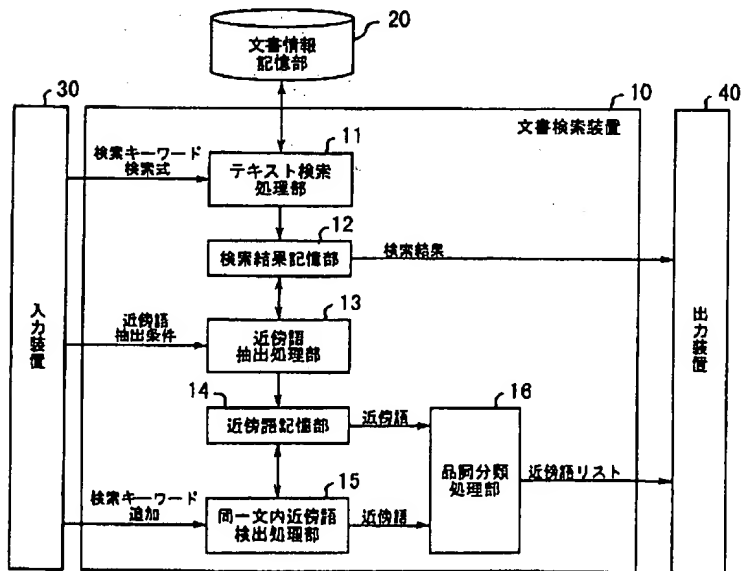 20
文書情報
記憶部
30
10
40
文書検索装置
検索キーワード
検索式
11
テキスト検索
処理部
12
検索結果記憶部
検索結果
入力装置
近傍語
抽出条件
13
近傍語
抽出処理部
出力装置
14
近傍語記憶部
近傍語
16
品詞分類
処理部
近傍語リスト
検索キーワード
追加
15
同一文内近傍語
検出処理部
近傍語